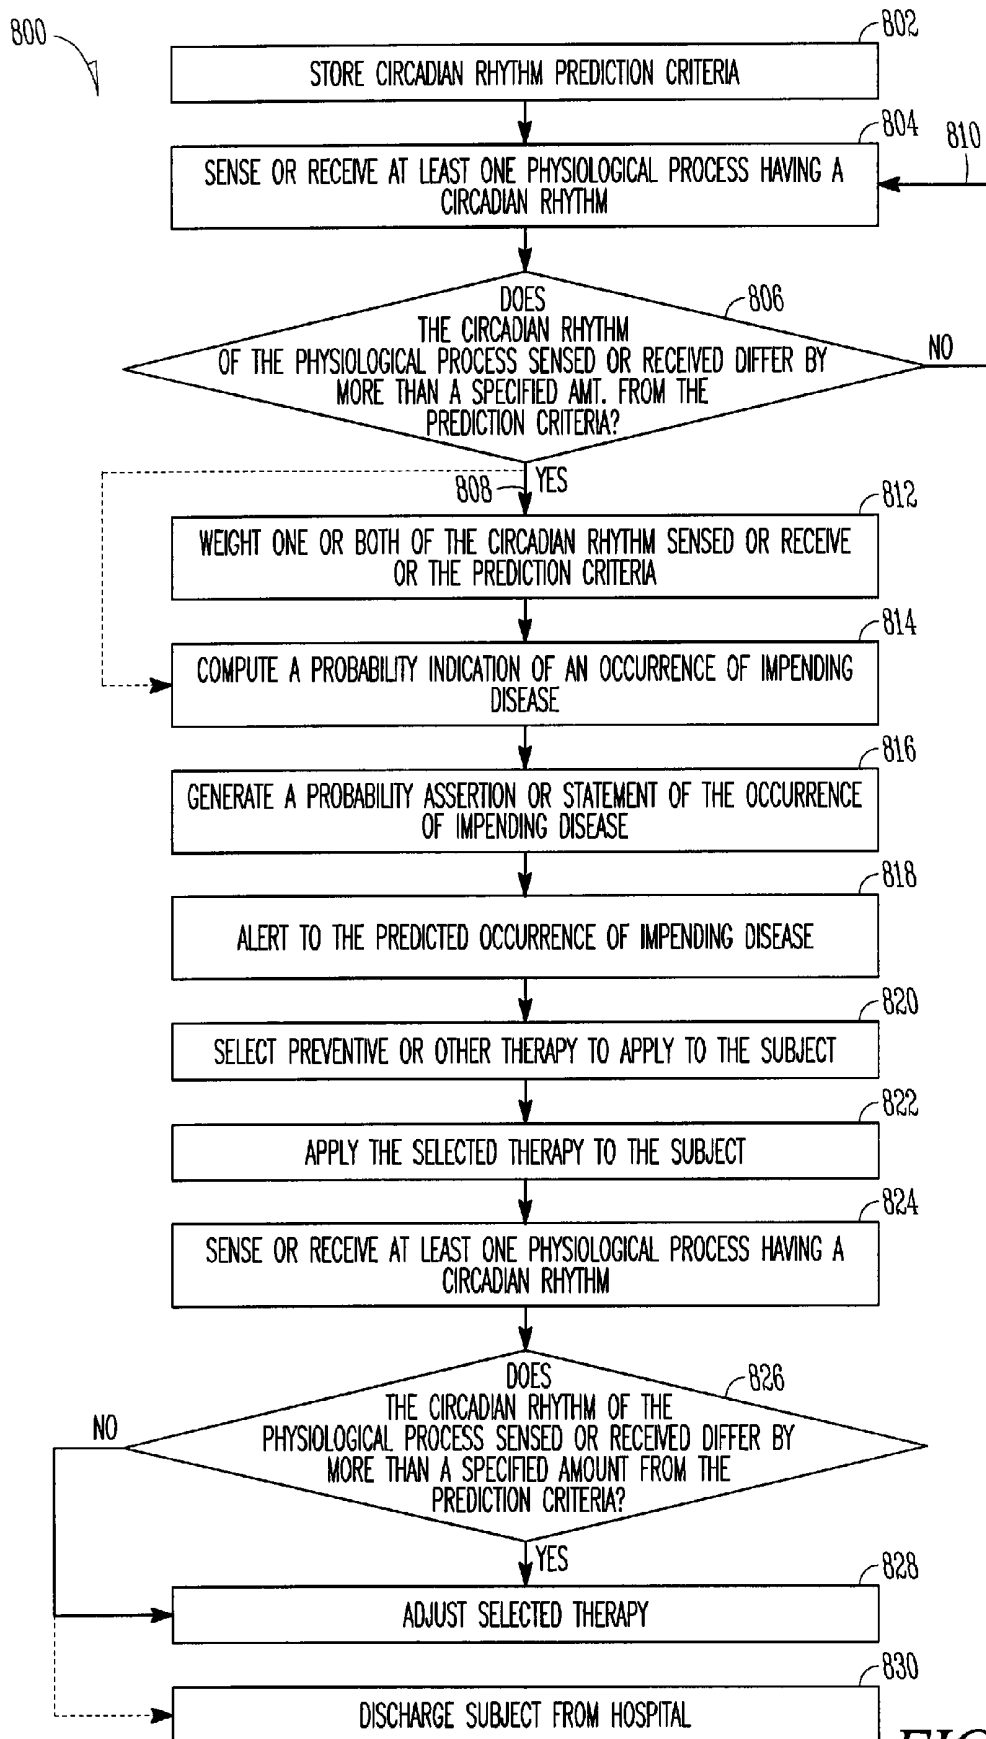 800
802
STORE CIRCADIAN RHYTHM PREDICTION CRITERIA
804
810
SENSE OR RECEIVE AT LEAST ONE PHYSIOLOGICAL PROCESS HAVING A
CIRCADIAN RHYTHM
806
DOES
THE CIRCADIAN RHYTHM
OF THE PHYSIOLOGICAL PROCESS SENSED OR RECEIVED DIFFER BY
MORE THAN A SPECIFIED AMT. FROM THE
PREDICTION CRITERIA?
NO
808
YES
812
WEIGHT ONE OR BOTH OF THE CIRCADIAN RHYTHM SENSED OR RECEIVE
OR THE PREDICTION CRITERIA
814
COMPUTE A PROBABILITY INDICATION OF AN OCCURRENCE OF IMPENDING
DISEASE
816
GENERATE A PROBABILITY ASSERTION OR STATEMENT OF THE OCCURRENCE
OF IMPENDING DISEASE
818
ALERT TO THE PREDICTED OCCURRENCE OF IMPENDING DISEASE
820
SELECT PREVENTIVE OR OTHER THERAPY TO APPLY TO THE SUBJECT
822
APPLY THE SELECTED THERAPY TO THE SUBJECT
824
SENSE OR RECEIVE AT LEAST ONE PHYSIOLOGICAL PROCESS HAVING A
CIRCADIAN RHYTHM
826
DOES
THE CIRCADIAN RHYTHM OF THE
PHYSIOLOGICAL PROCESS SENSED OR RECEIVED DIFFER BY
MORE THAN A SPECIFIED AMOUNT FROM THE
PREDICTION CRITERIA?
NO
YES
828
ADJUST SELECTED THERAPY
830
DISCHARGE SUBJECT FROM HOSPITAL